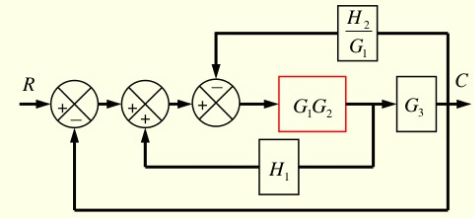 H₂
G₁
R
C
−
+
+
+
+
−
G₁G₂
G₃
H₁